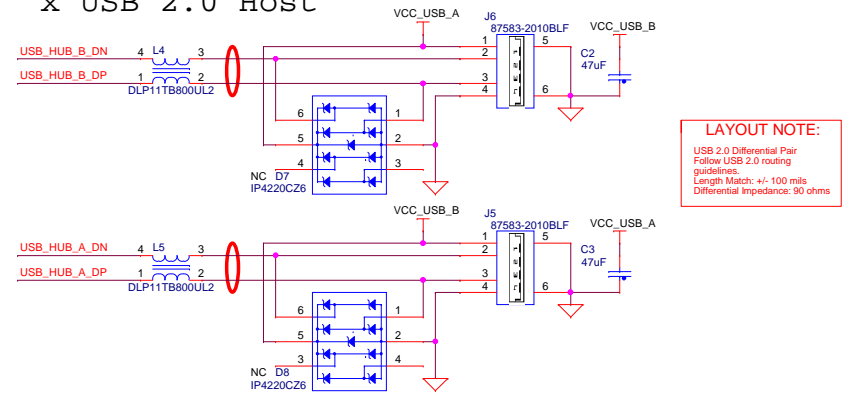 x USB 2.0 Host
VCC_USB_A
J6
87583-2010BLF
VCC_USB_B
USB_HUB_B_DN
4 L4 3
1
2
5
C2
47uF
USB_HUB_B_DP
1 2
DLP11TB800UL2
3
4
6
6 1
5 2
4 3
NC D7
IP4220CZ6
LAYOUT NOTE:
USB 2.0 Differential Pair
Follow USB 2.0 routing
guidelines.
Length Match: +/- 100 mils
Differential Impedance: 90 ohms
VCC_USB_B
J5
87583-2010BLF
VCC_USB_A
USB_HUB_A_DN
4 L5 3
1
2
5
C3
47uF
USB_HUB_A_DP
1 2
DLP11TB800UL2
3
4
6
6 1
5 2
3 4
NC D8
IP4220CZ6